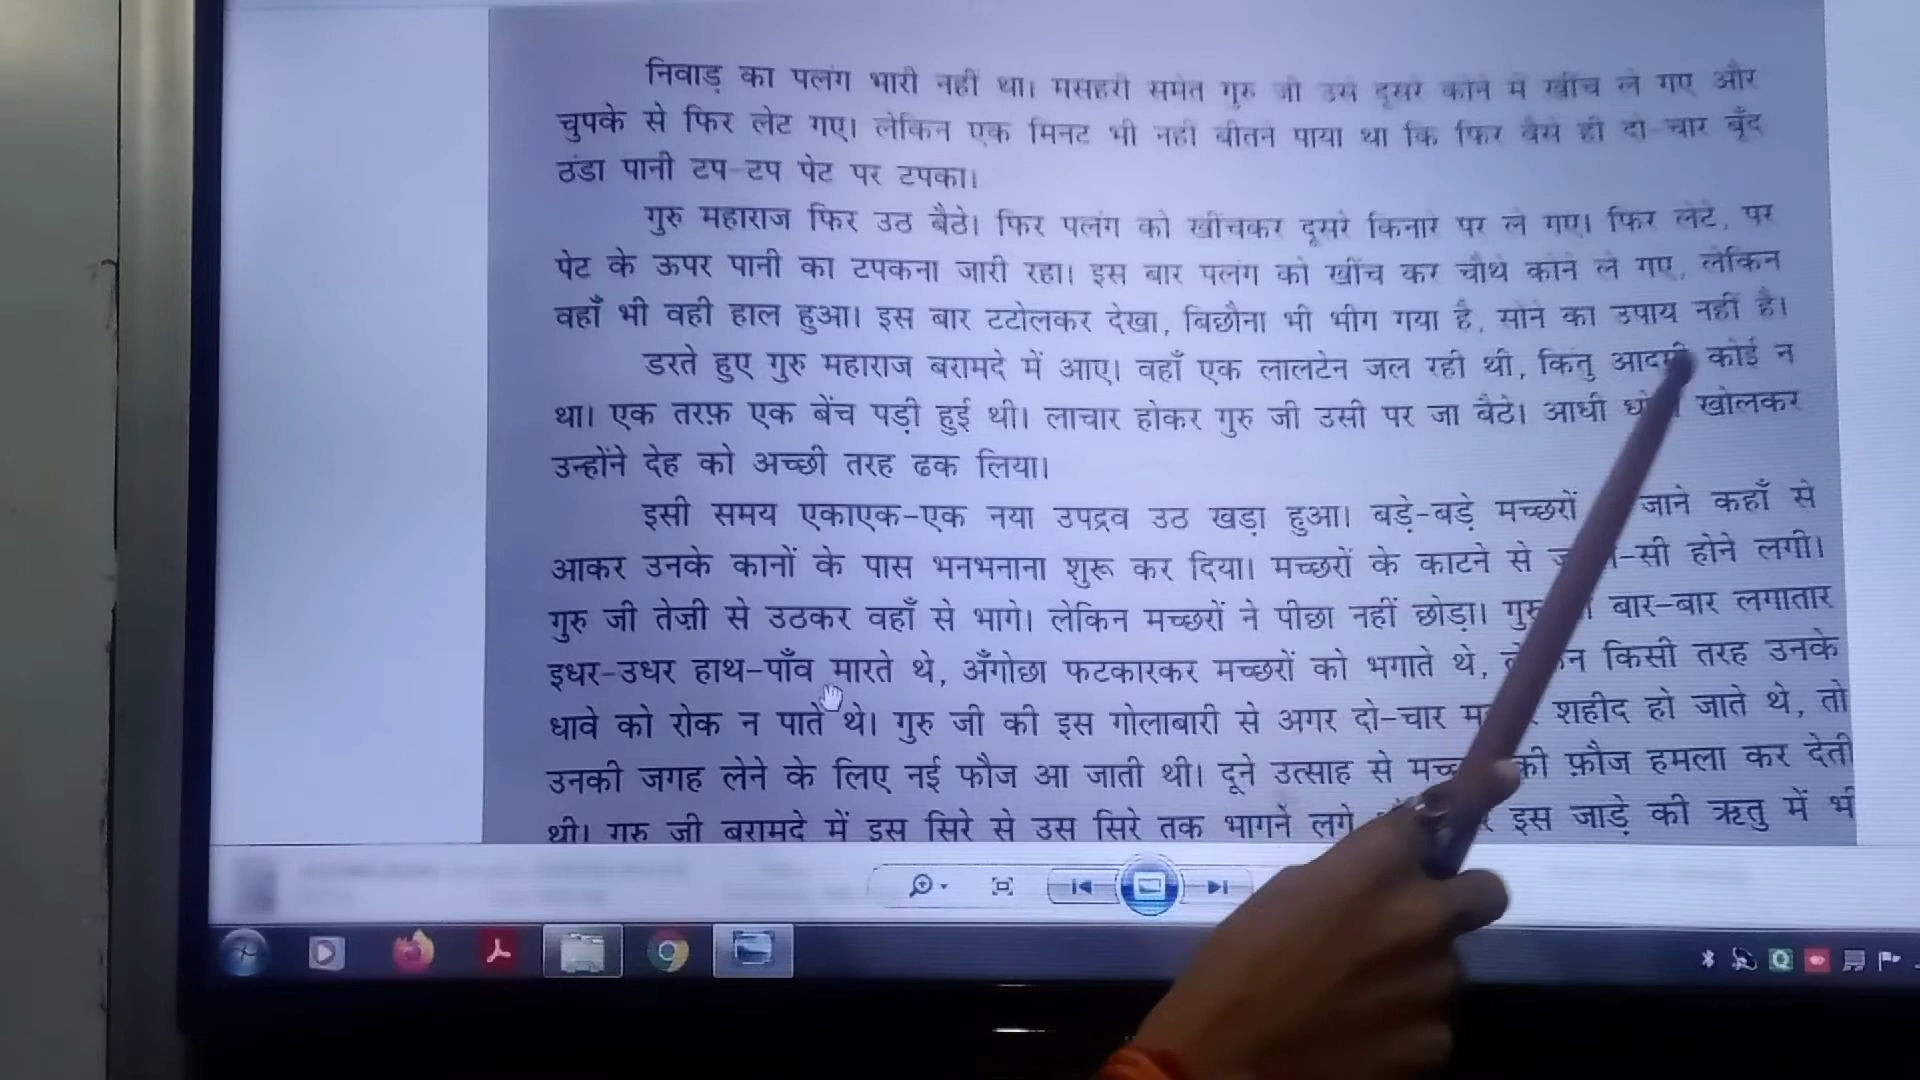 निवाड़ का पलंग भारी नहीं था। मसहरी समेत गुरु जी उसे दूसरे कोने में खींच ले गए और
चुपके से फिर लेट गए। लेकिन एक मिनट भी नहीं बीतने पाया था कि फिर वैसे ही दो-चार बूँद
ठंडा पानी टप-टप पेट पर टपका।
गुरु महाराज फिर उठ बैठे। फिर पलंग को खींचकर दूसरे किनारे पर ले गए। फिर लेटे, पर
पेट के ऊपर पानी का टपकना जारी रहा। इस बार पलंग को खींच कर चौथे कोने ले गए, लेकिन
वहाँ भी वही हाल हुआ। इस बार टटोलकर देखा, बिछौना भी भीग गया है, सोने का उपाय नहीं है।
डरते हुए गुरु महाराज बरामदे में आए। वहाँ एक लालटेन जल रही थी, किंतु आदमी कोई न
था। एक तरफ़ एक बेंच पड़ी हुई थी। लाचार होकर गुरु जी उसी पर जा बैठे। आधी खोलकर
उन्होंने देह को अच्छी तरह ढक लिया।
इसी समय एकाएक-एक नया उपद्रव उठ खड़ा हुआ। बड़े-बड़े मच्छरों जाने कहाँ से
आकर उनके कानों के पास भनभनाना शुरू कर दिया। मच्छरों के काटने से -सी होने लगी।
गुरु जी तेज़ी से उठकर वहाँ से भागे। लेकिन मच्छरों ने पीछा नहीं छोड़ा। गुरु बार-बार लगातार
इधर-उधर हाथ-पाँव मारते थे, अँगोछा फटकारकर मच्छरों को भगाते थे, किसी तरह उनके
धावे को रोक न पाते थे। गुरु जी की इस गोलाबारी से अगर दो-चार शहीद हो जाते थे, तो
उनकी जगह लेने के लिए नई फौज आ जाती थी। दूने उत्साह से की फ़ौज हमला कर देती
थी। गुरु जी बरामदे में इस सिरे से उस सिरे तक भागने लगे इस जाड़े की ऋतु में भी